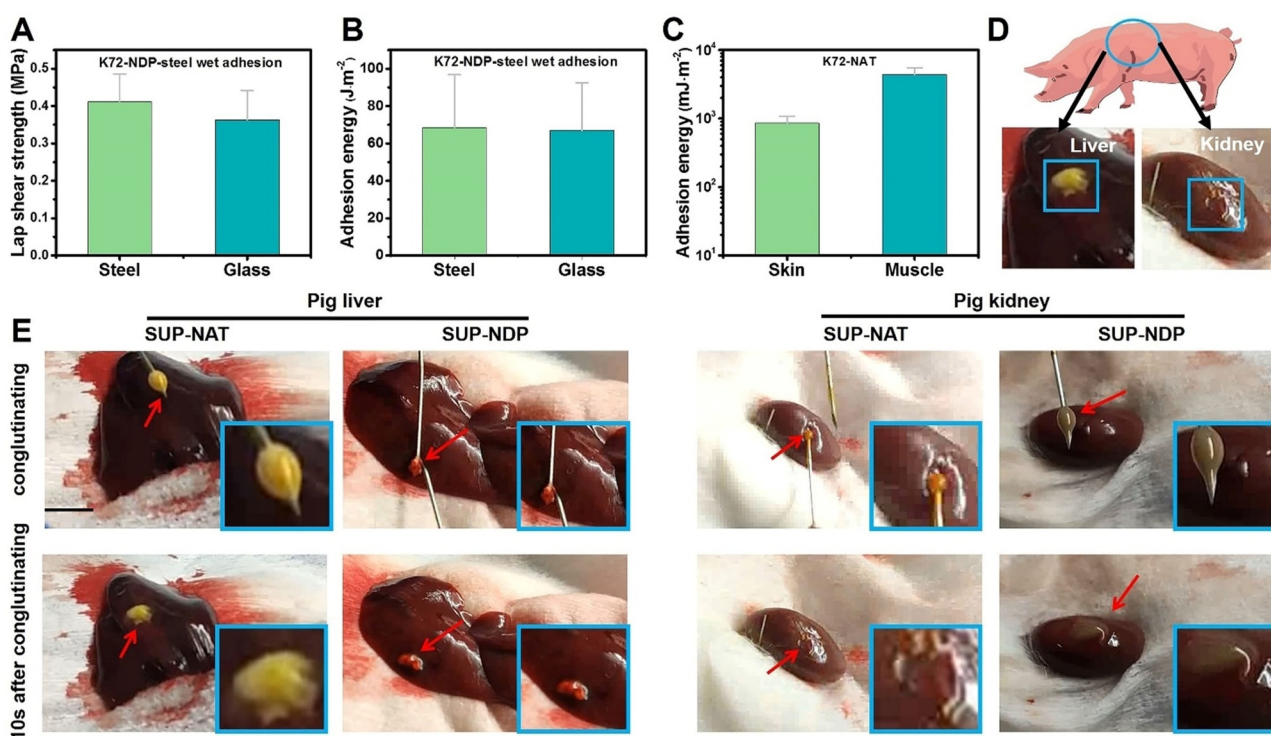 A
Lap shear strength (MPa)
0.5
0.4
0.3
0.2
0.1
0.0
K72-NDP-steel wet adhesion
Steel Glass
B
Adhesion energy (J·m⁻²)
100
80
60
40
20
0
K72-NDP-steel wet adhesion
Steel Glass
C
Adhesion energy (mJ·m⁻²)
10⁴
10³
10²
10¹
K72-NAT
Skin Muscle
D
Liver Kidney
E
Pig liver Pig kidney
SUP-NAT SUP-NDP SUP-NAT SUP-NDP
conglutinating
10s after conglutinating